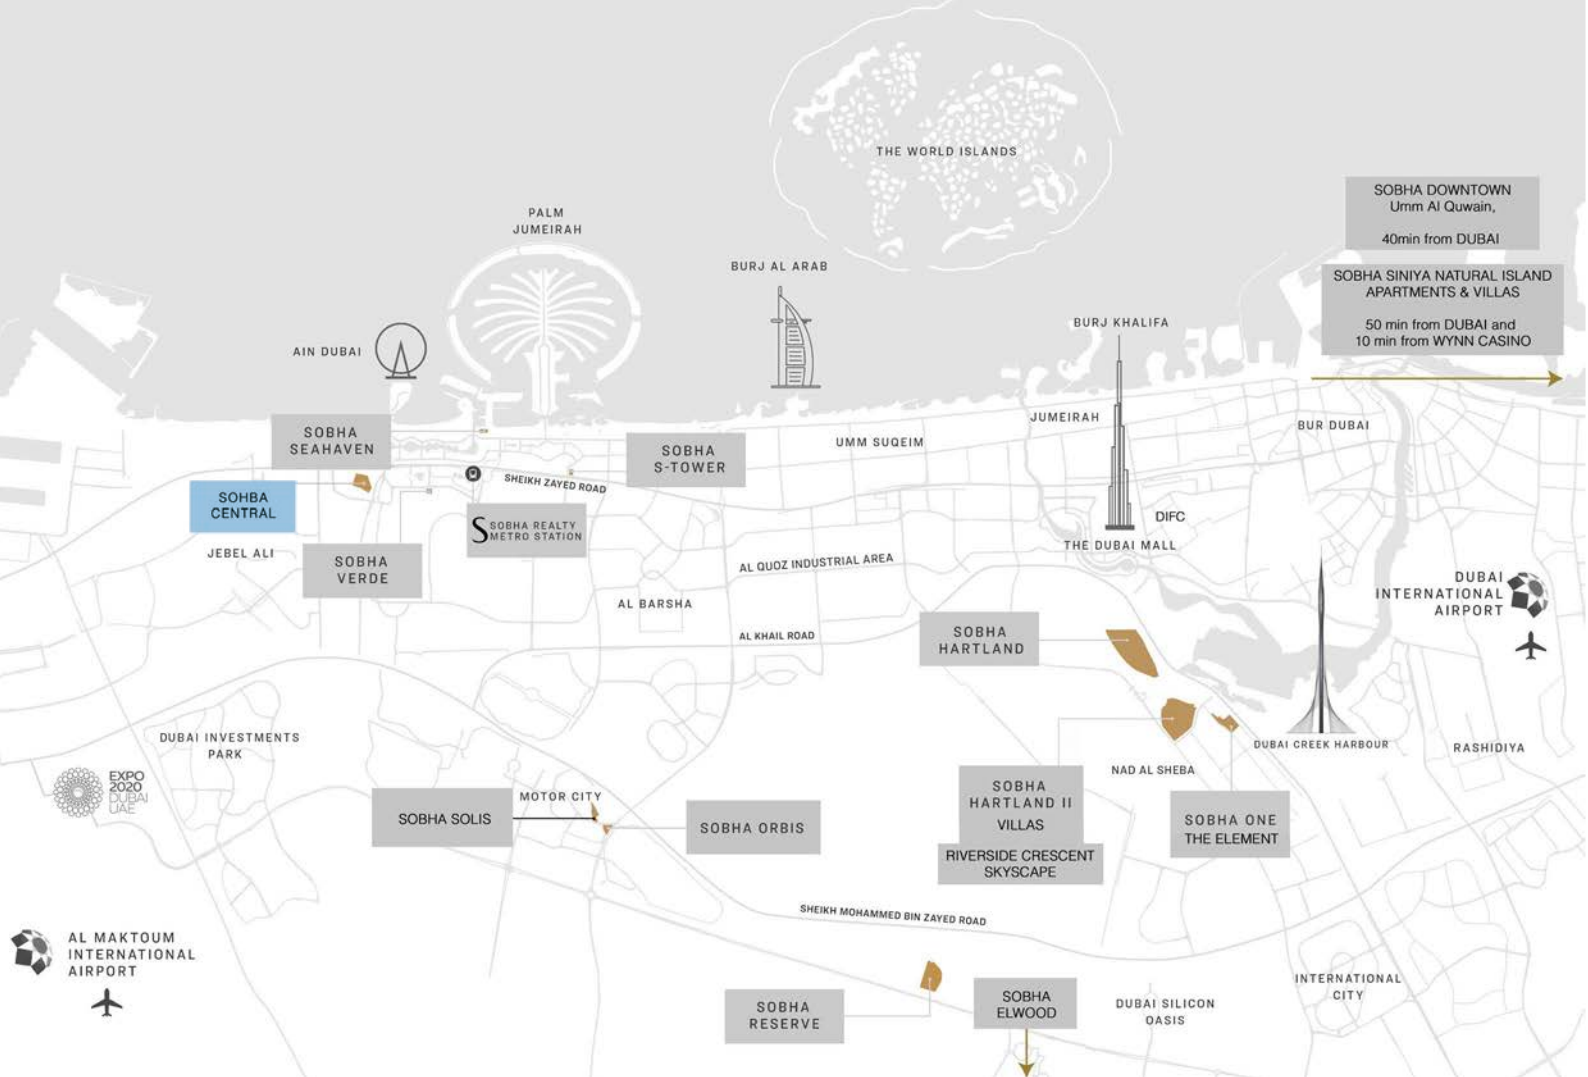 THE WORLD ISLANDS
SOBHA DOWNTOWN
Umm Al Quwain,
40min from DUBAI
PALM
JUMEIRAH
BURJ AL ARAB
SOBHA SINIYA NATURAL ISLAND
APARTMENTS & VILLAS
50 min from DUBAI and
10 min from WYNN CASINO
BURJ KHALIFA
AIN DUBAI
JUMEIRAH
BUR DUBAI
SOBHA
SEAHAVEN
UMM SUQEIM
SOBHA
S-TOWER
SHEIKH ZAYED ROAD
SOHBA
CENTRAL
DIFC
S SOBHA REALTY
METRO STATION
THE DUBAI MALL
JEBEL ALI
SOBHA
VERDE
AL QUOZ INDUSTRIAL AREA
DUBAI
INTERNATIONAL
AIRPORT
AL BARSHA
AL KHAIL ROAD
SOBHA
HARTLAND
DUBAI INVESTMENTS
PARK
DUBAI CREEK HARBOUR
RASHIDIYA
NAD AL SHEBA
EXPO
2020
DUBAI
UAE
MOTOR CITY
SOBHA SOLIS
SOBHA ORBIS
SOBHA
HARTLAND II
VILLAS
RIVERSIDE CRESCENT
SKYSCAPE
SOBHA ONE
THE ELEMENT
SHEIKH MOHAMMED BIN ZAYED ROAD
AL MAKTOUM
INTERNATIONAL
AIRPORT
INTERNATIONAL
CITY
SOBHA
RESERVE
SOBHA
ELWOOD
DUBAI SILICON
OASIS